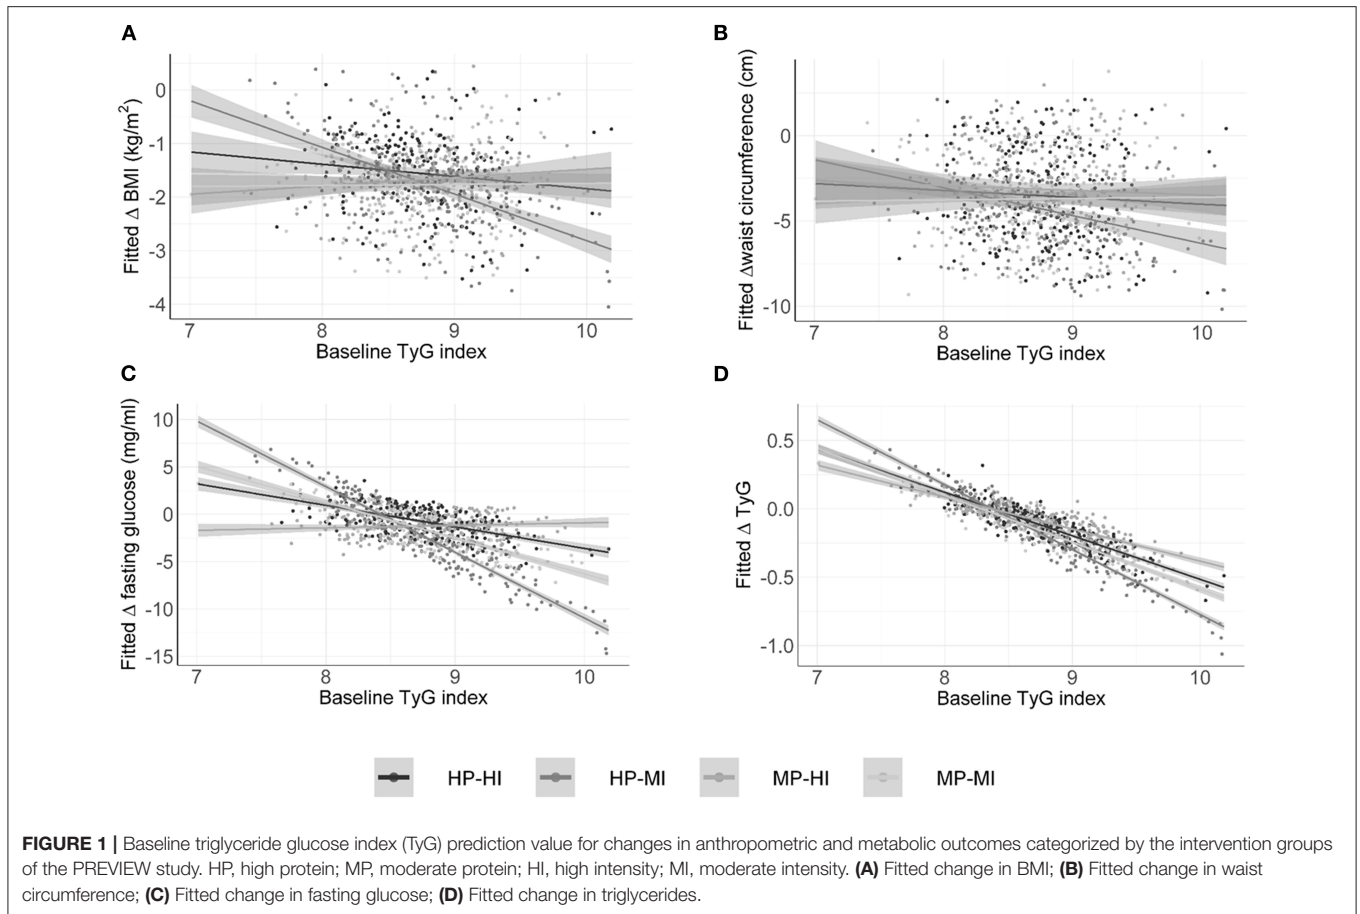 A
0
-1
-2
-3
-4
Fitted Δ BMI (kg/m²)
7 8 9 10
Baseline TyG index
B
0
-5
-10
Fitted Δwaist circumference (cm)
7 8 9 10
Baseline TyG index
C
10
5
0
-5
-10
-15
Fitted Δ fasting glucose (mg/ml)
7 8 9 10
Baseline TyG index
D
0.5
0.0
-0.5
-1.0
Fitted Δ TyG
7 8 9 10
Baseline TyG index
HP-HI HP-MI MP-HI MP-MI
FIGURE 1 | Baseline triglyceride glucose index (TyG) prediction value for changes in anthropometric and metabolic outcomes categorized by the intervention groups
of the PREVIEW study. HP, high protein; MP, moderate protein; HI, high intensity; MI, moderate intensity. (A) Fitted change in BMI; (B) Fitted change in waist
circumference; (C) Fitted change in fasting glucose; (D) Fitted change in triglycerides.